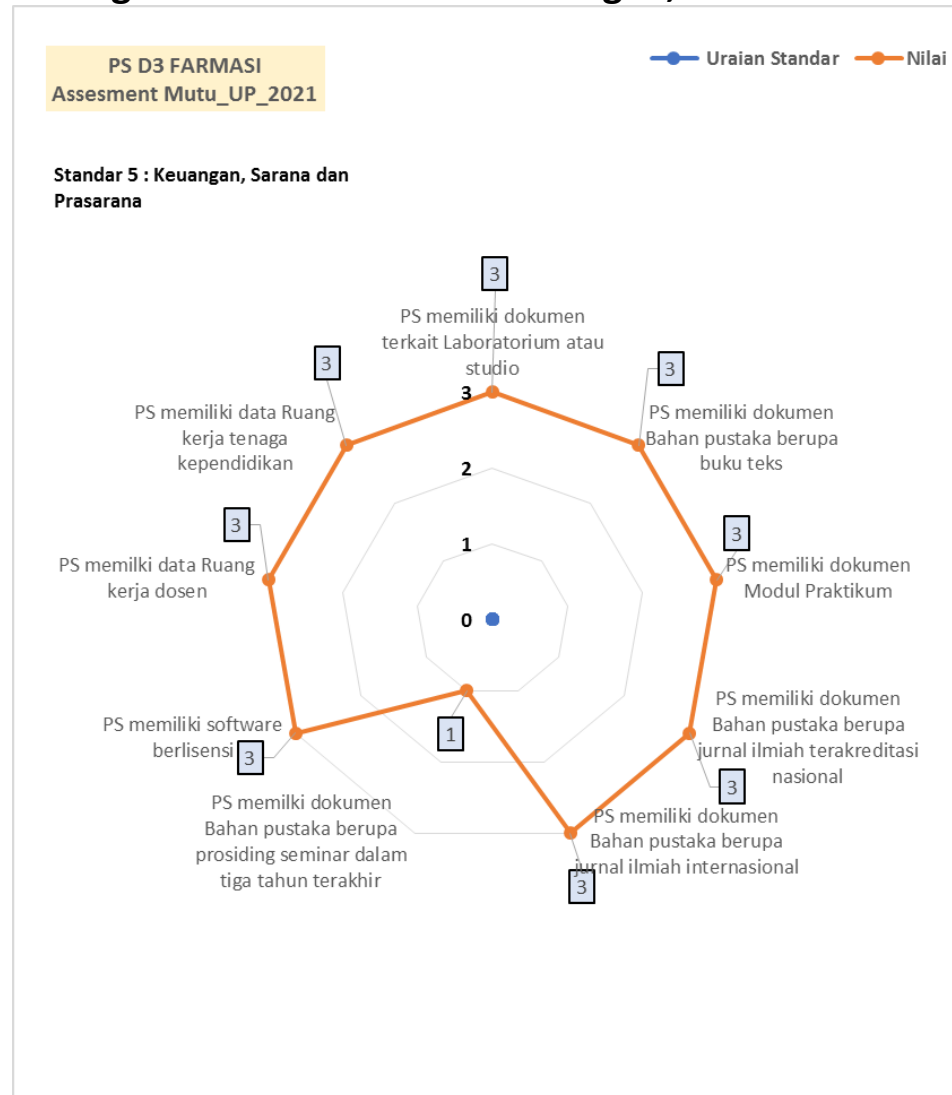 PS D3 FARMASI
Assesment Mutu_UP_2021
Uraian Standar
Nilai
Standar 5 : Keuangan, Sarana dan
Prasarana
3
PS memiliki dokumen
terkait Laboratorium atau
studio
3
PS memiliki dokumen
Bahan pustaka berupa
buku teks
3
PS memiliki dokumen
Modul Praktikum
PS memiliki dokumen
Bahan pustaka berupa
jurnal ilmiah terakreditasi
nasional
3
PS memiliki dokumen
Bahan pustaka berupa
jurnal ilmiah internasional
3
PS memilki dokumen
Bahan pustaka berupa
prosiding seminar dalam
tiga tahun terakhir
1
PS memiliki software
berlisensi
3
PS memilki data Ruang
kerja dosen
3
PS memiliki data Ruang
kerja tenaga
kependidikan
3
3
2
1
0